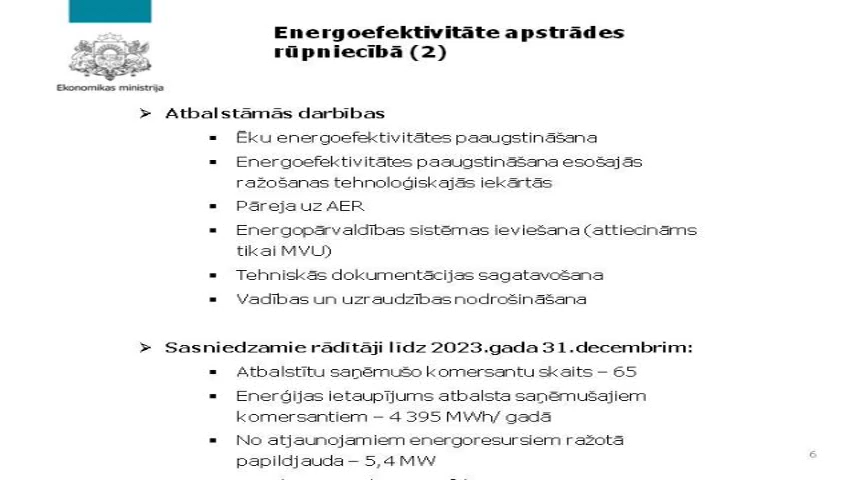 Energoefektivitāte apstrādes
rūpniecībā (2)
Ekonomikas ministrija
➢ Atbalstāmās darbības
▪ Ēku energoefektivitātes paaugstināšana
▪ Energoefektivitātes paaugstināšana esošajās
ražošanas tehnoloģiskajās iekārtās
▪ Pāreja uz AER
▪ Energopārvaldības sistēmas ieviešana (attiecināms
tikai MVU)
▪ Tehniskās dokumentācijas sagatavošana
▪ Vadības un uzraudzības nodrošināšana
➢ Sasniedzamie rādītāji līdz 2023.gada 31.decembrim:
▪ Atbalstītu saņēmušo komersantu skaits – 65
▪ Enerģijas ietaupījums atbalsta saņēmušajiem
komersantiem – 4 395 MWh/ gadā
▪ No atjaunojamiem energoresursiem ražotā
papildjauda – 5,4 MW
6